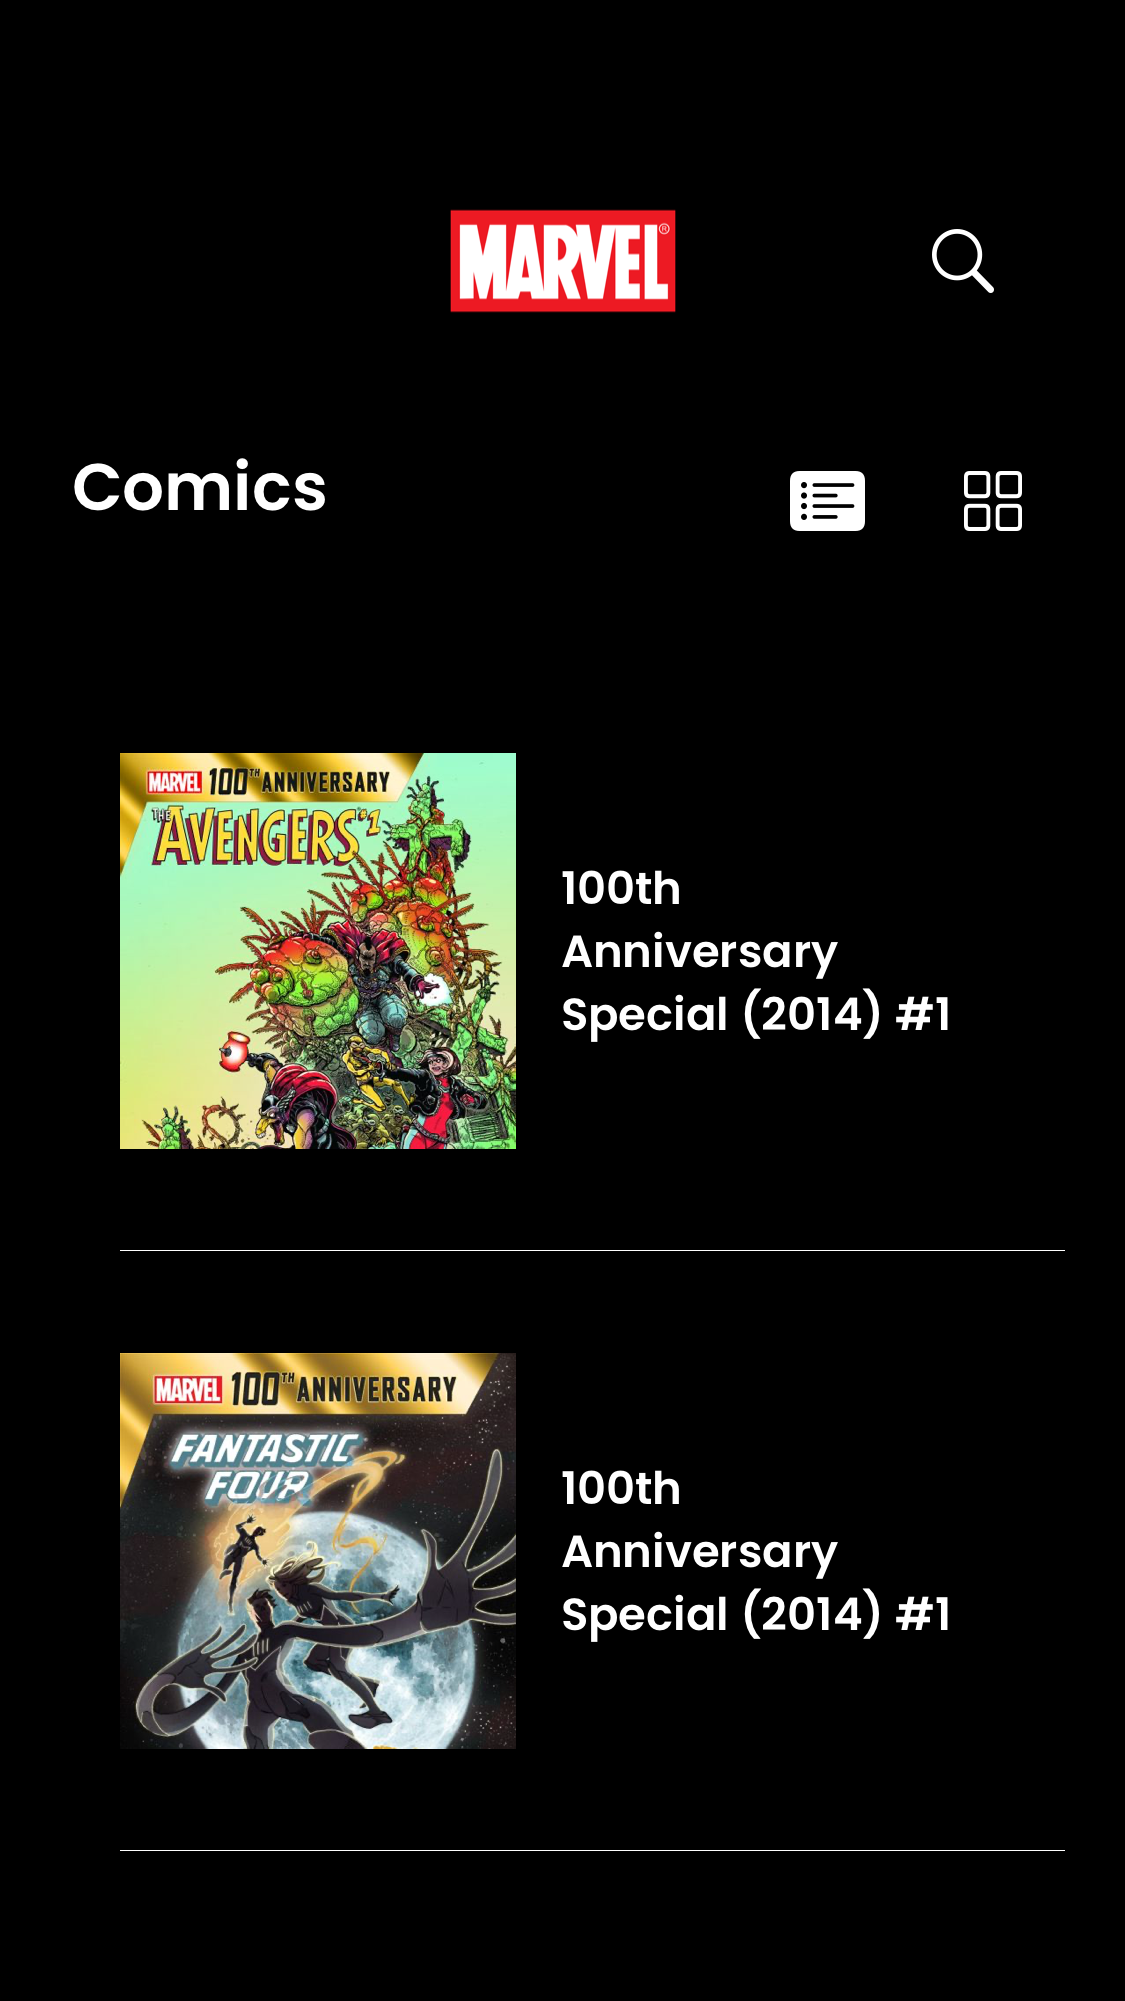 MARVEL®
Comics
MARVEL 100TH ANNIVERSARY
THE AVENGERS #1
100th
Anniversary
Special (2014) #1
MARVEL 100TH ANNIVERSARY
FANTASTIC
FOUR
100th
Anniversary
Special (2014) #1